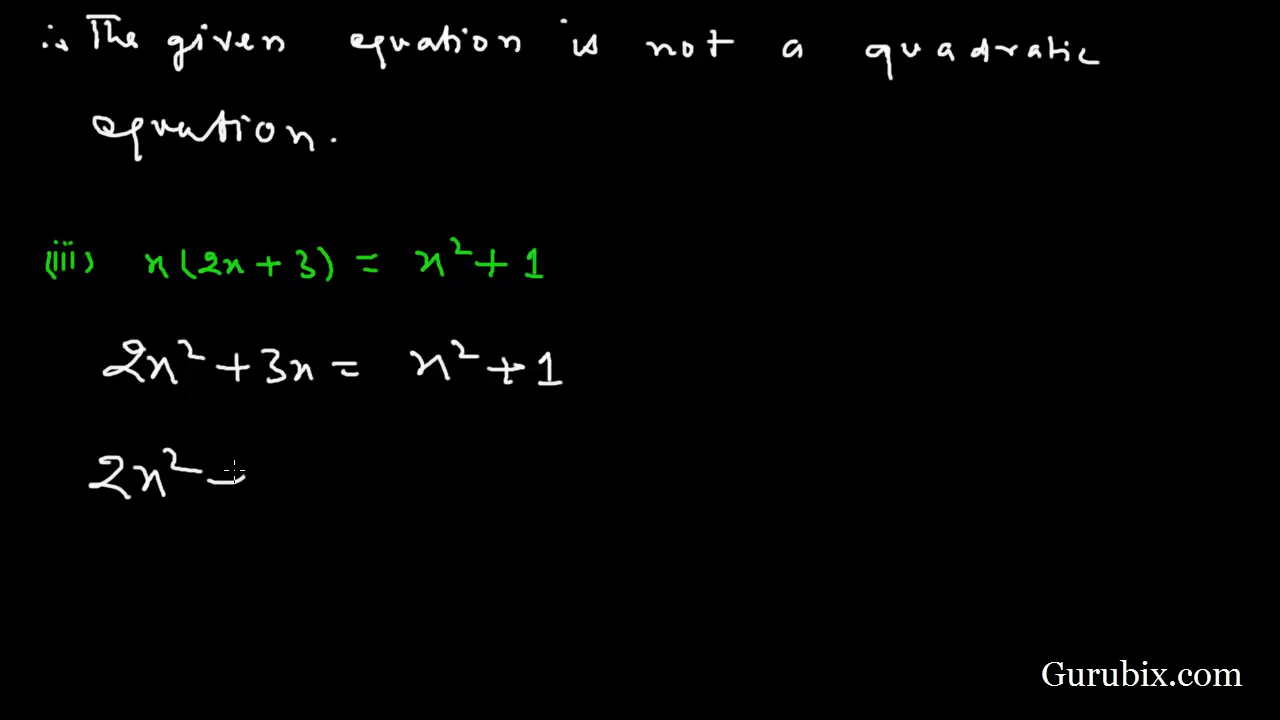 ∴ The given equation is not a quadratic
equation.
(iii) x(2x + 3) = x² + 1
2x² + 3x = x² + 1
2x² −
Gurubix.com